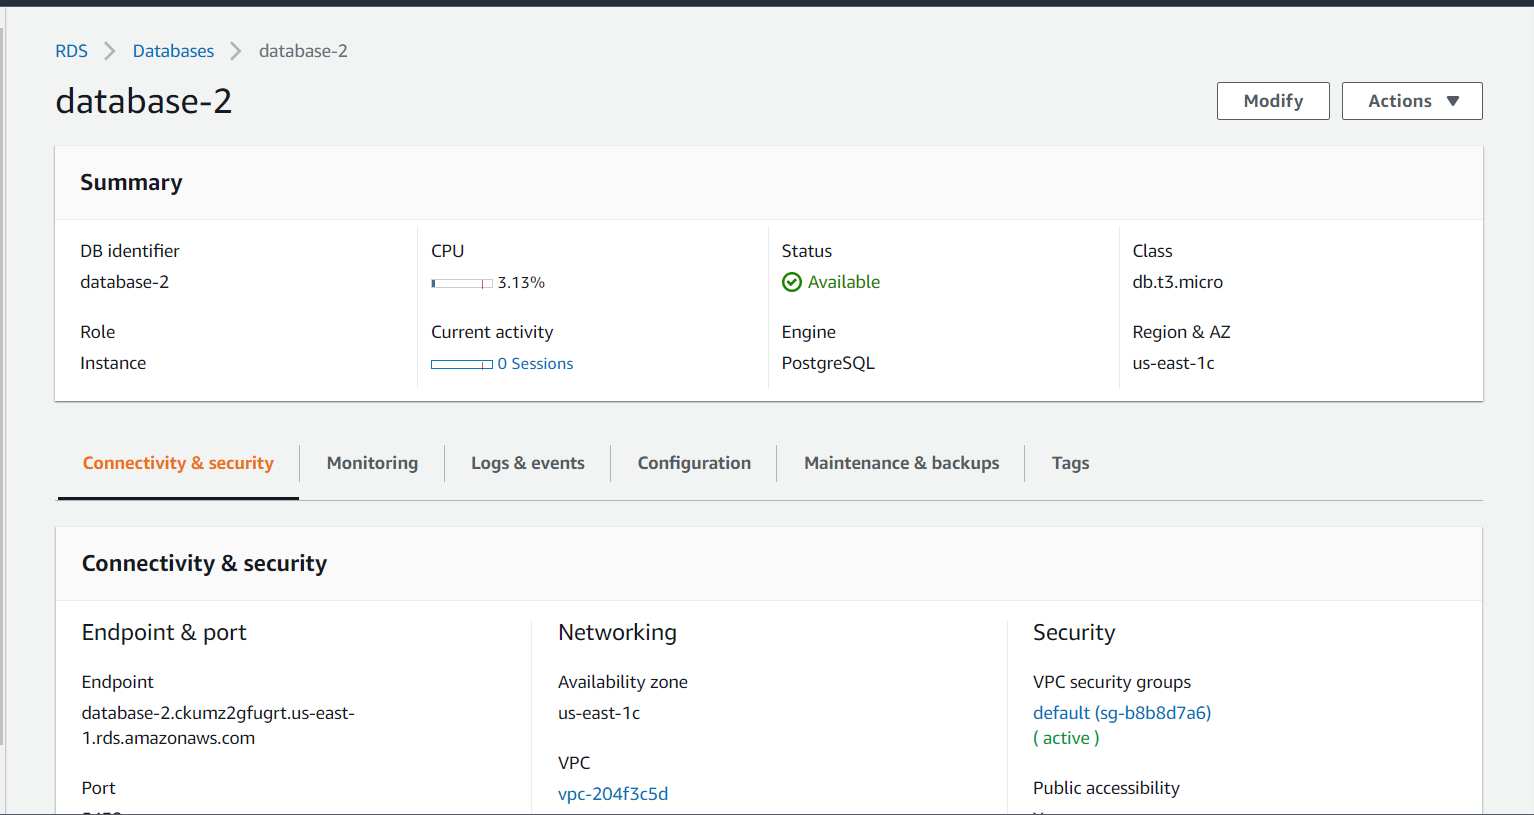 RDS Databases database-2
database-2
Modify
Actions
Summary
DB identifier
database-2
CPU
3.13%
Status
Available
Class
db.t3.micro
Role
Instance
Current activity
0 Sessions
Engine
PostgreSQL
Region & AZ
us-east-1c
Connectivity & security
Monitoring
Logs & events
Configuration
Maintenance & backups
Tags
Connectivity & security
Endpoint & port
Endpoint
database-2.ckumz2gfugrt.us-east-
1.rds.amazonaws.com
Port
Networking
Availability zone
us-east-1c
VPC
vpc-204f3c5d
Security
VPC security groups
default (sg-b8b8d7a6)
( active )
Public accessibility